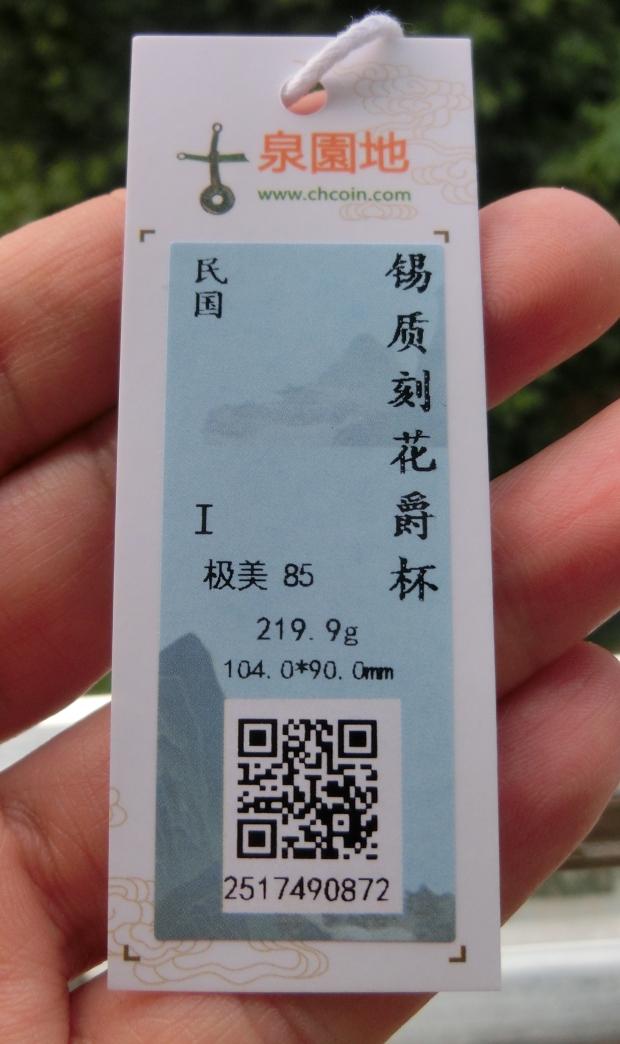 泉園地
www.chcoin.com
锡质刻花爵杯
民国
I
极美 85
219.9g
104.0*90.0mm
2517490872